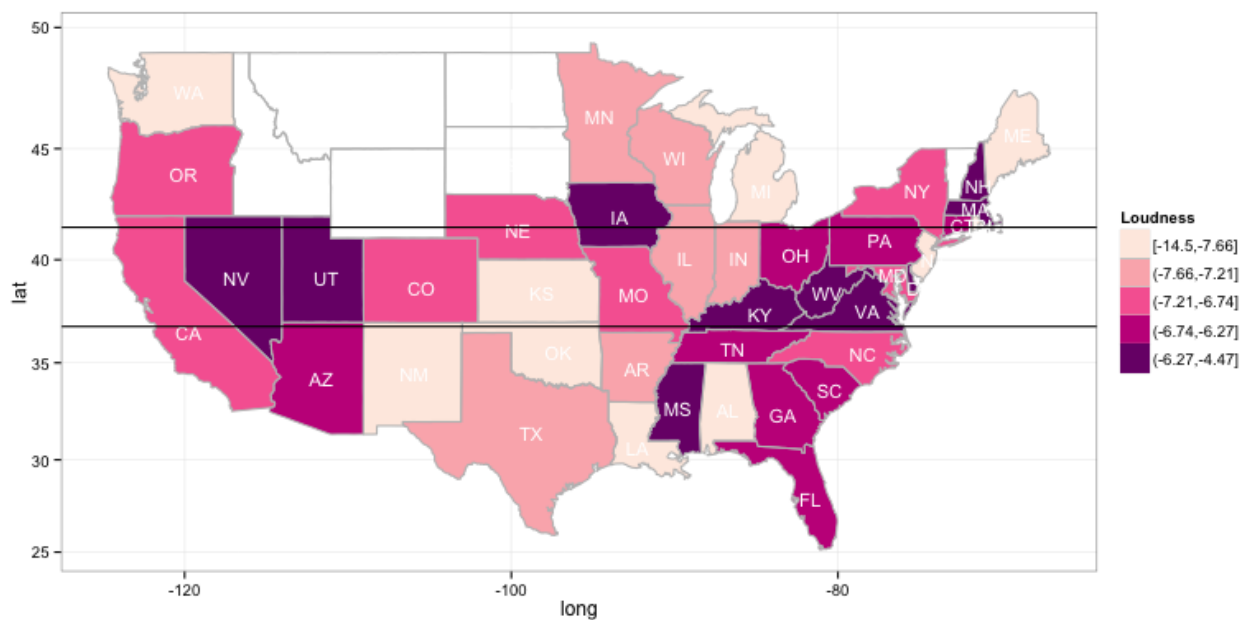 50
45
40
35
30
25
lat
-120
-100
-80
long
WA
OR
CA
NV
UT
AZ
CO
NM
NE
KS
OK
TX
MN
IA
MO
AR
LA
WI
IL
IN
MI
OH
KY
TN
MS
AL
GA
FL
SC
NC
VA
WV
PA
NY
MD
ME
NH
MA
CT
Loudness
[-14.5,-7.66]
(-7.66,-7.21]
(-7.21,-6.74]
(-6.74,-6.27]
(-6.27,-4.47]